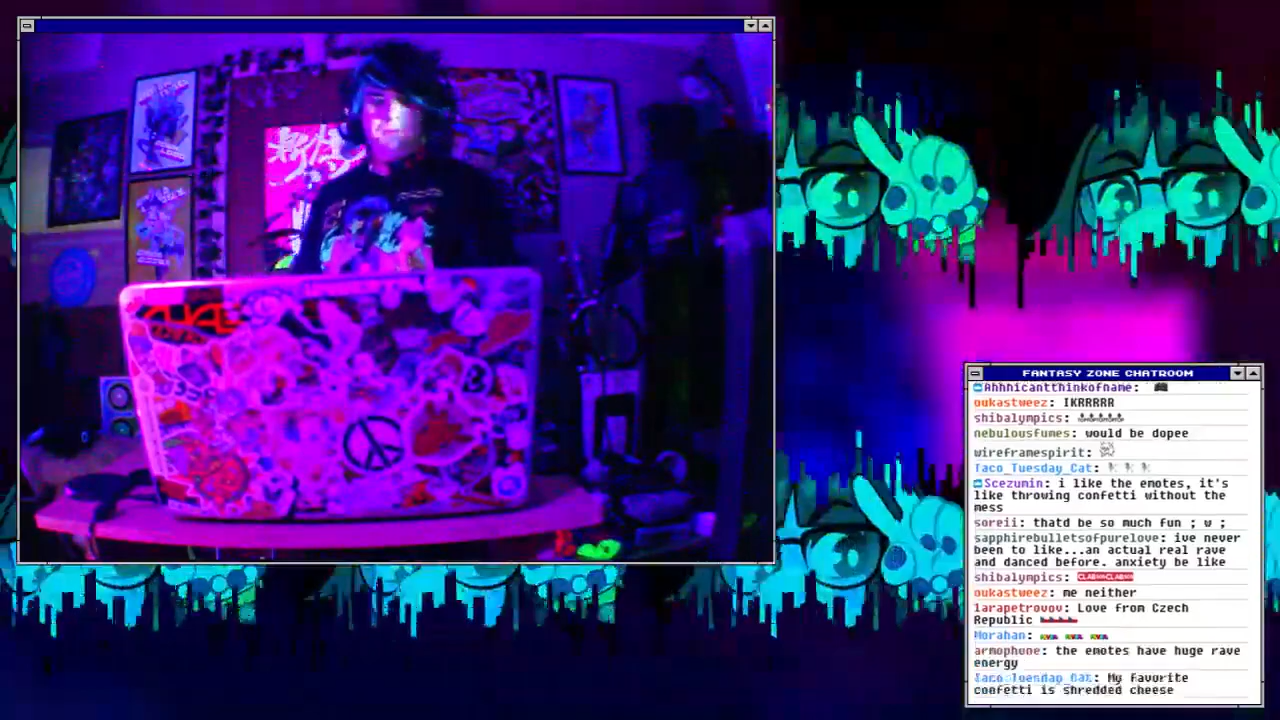 FANTASY ZONE CHATROOM
Ahhhicantthinkofname:
oukastweez: IKRRRRR
shibalympics:
nebulousfumes: would be dopee
wireframespirit:
Taco_Tuesday_Cat:
Scezumin: i like the emotes, it's
like throwing confetti without the
mess
soreii: thatd be so much fun ; w ;
sapphirebulletsofpurelove: ive never
been to like...an actual real rave
and danced before. anxiety be like
shibalympics:
oukastweez: me neither
larapetrovov: Love from Czech
Republic
Morahan:
armophone: the emotes have huge rave
energy
Taco_Tuesday_Cat: My favorite
confetti is shredded cheese